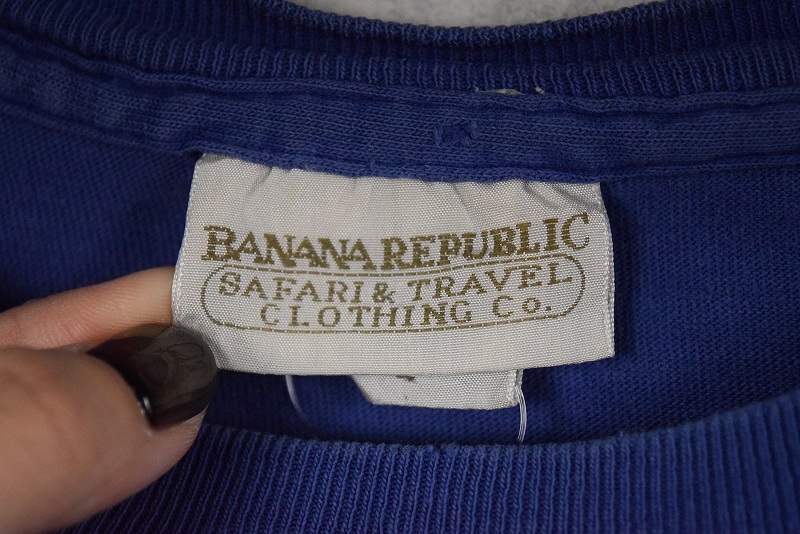 BANANA REPUBLIC
SAFARI & TRAVEL
CLOTHING Co.